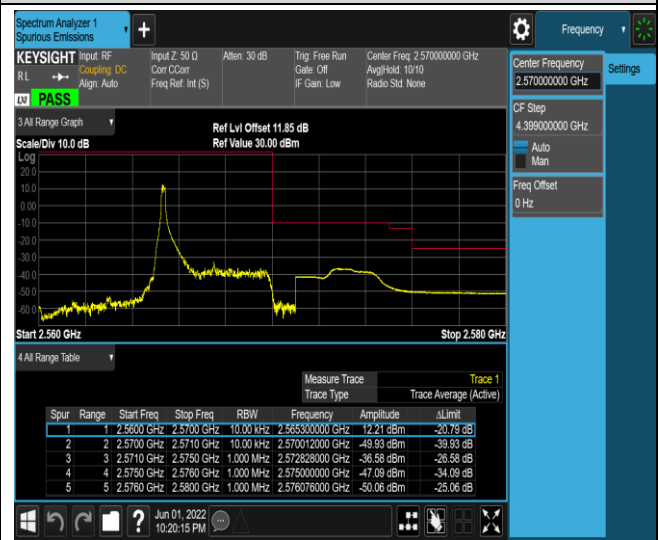 Spectrum Analyzer 1
Spurious Emissions
Frequency
KEYSIGHT
Input: RF
Coupling: DC
Align: Auto
Input Z: 50 Ω
Corr CCorr
Freq Ref: Int (S)
Atten: 30 dB
Trig: Free Run
Gate: Off
IF Gain: Low
Center Freq: 2.570000000 GHz
Avg|Hold: 10/10
Radio Std: None
R L
LXI
PASS
Center Frequency
2.570000000 GHz
Settings
CF Step
4.399000000 GHz
Auto
Man
Freq Offset
0 Hz
3 All Range Graph
Scale/Div 10.0 dB
Ref Lvl Offset 11.85 dB
Ref Value 30.00 dBm
Log
20.0
10.0
0.00
-10.0
-20.0
-30.0
-40.0
-50.0
-60.0
Start 2.560 GHz
Stop 2.580 GHz
4 All Range Table
Measure Trace Trace 1
Trace Type Trace Average (Active)
Spur Range Start Freq Stop Freq RBW Frequency Amplitude ΔLimit
1 1 2.5600 GHz 2.5700 GHz 10.00 kHz 2.565300000 GHz 12.21 dBm -20.79 dB
2 2 2.5700 GHz 2.5710 GHz 10.00 kHz 2.570012000 GHz -49.93 dBm -39.93 dB
3 3 2.5710 GHz 2.5750 GHz 1.000 MHz 2.572828000 GHz -36.58 dBm -26.58 dB
4 4 2.5750 GHz 2.5760 GHz 1.000 MHz 2.575000000 GHz -47.09 dBm -34.09 dB
5 5 2.5760 GHz 2.5800 GHz 1.000 MHz 2.576076000 GHz -50.06 dBm -25.06 dB
Jun 01, 2022
10:20:15 PM